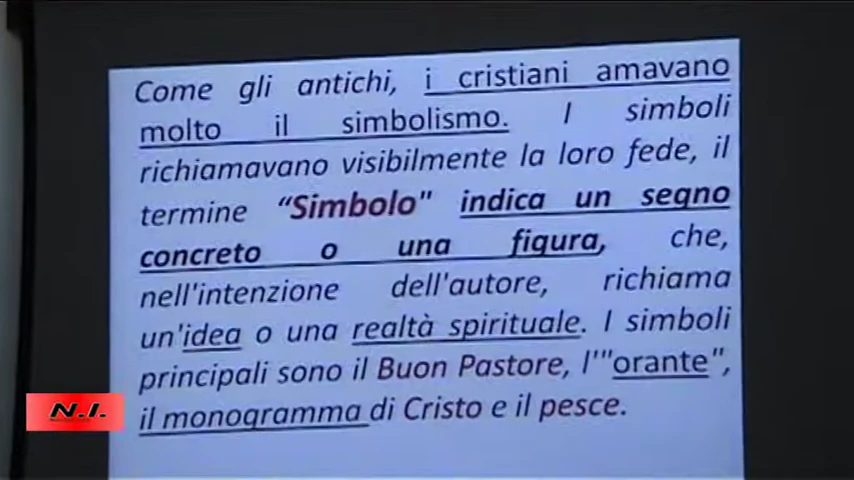 Come gli antichi, i cristiani amavano
molto il simbolismo. I simboli
richiamavano visibilmente la loro fede, il
termine “Simbolo" indica un segno
concreto o una figura, che,
nell'intenzione dell'autore, richiama
un'idea o una realtà spirituale. I simboli
principali sono il Buon Pastore, l'"orante",
il monogramma di Cristo e il pesce.
N.I.